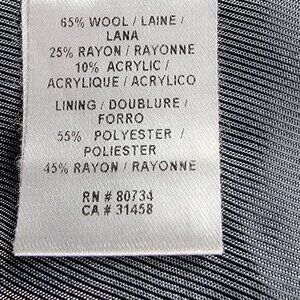 65% WOOL / LAINE /
LANA
25% RAYON / RAYONNE
10% ACRYLIC /
ACRYLIQUE / ACRYLICO
LINING / DOUBLURE /
FORRO
55% POLYESTER /
POLIESTER
45% RAYON / RAYONNE
RN # 80734
CA # 31458